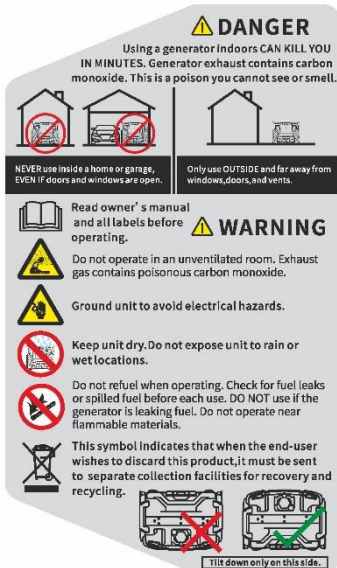 DANGER
Using a generator indoors CAN KILL YOU
IN MINUTES. Generator exhaust contains carbon
monoxide. This is a poison you cannot see or smell.
NEVER use inside a home or garage,
EVEN IF doors and windows are open.
Only use OUTSIDE and far away from
windows,doors,and vents.
Read owner's manual
and all labels before
operating.
WARNING
Do not operate in an unventilated room. Exhaust
gas contains poisonous carbon monoxide.
Ground unit to avoid electrical hazards.
Keep unit dry.Do not expose unit to rain or
wet locations.
Do not refuel when operating. Check for fuel leaks
or spilled fuel before each use. DO NOT use if the
generator is leaking fuel. Do not operate near
flammable materials.
This symbol indicates that when the end-user
wishes to discard this product,it must be sent
to separate collection facilities for recovery and
recycling.
Tilt down only on this side.